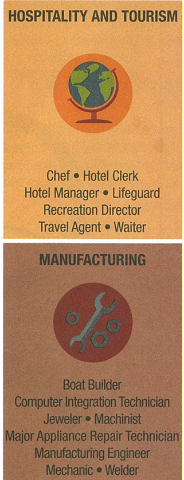 HOSPITALITY AND TOURISM
Chef • Hotel Clerk
Hotel Manager • Lifeguard
Recreation Director
Travel Agent • Waiter
MANUFACTURING
Boat Builder
Computer Integration Technician
Jeweler • Machinist
Major Appliance Repair Technician
Manufacturing Engineer
Mechanic • Welder